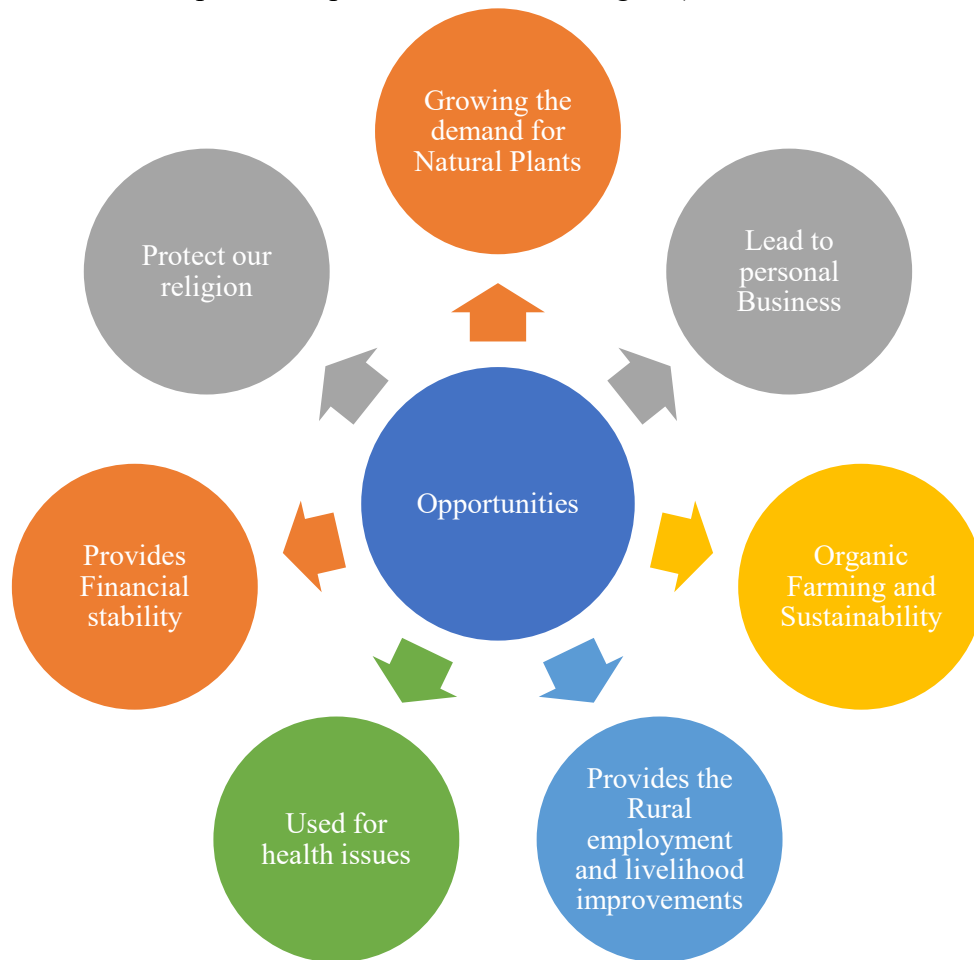 Growing the
demand for
Natural Plants
Lead to
personal
Business
Organic
Farming and
Sustainability
Provides the
Rural
employment
and livelihood
improvements
Used for
health issues
Provides
Financial
stability
Protect our
religion
Opportunities